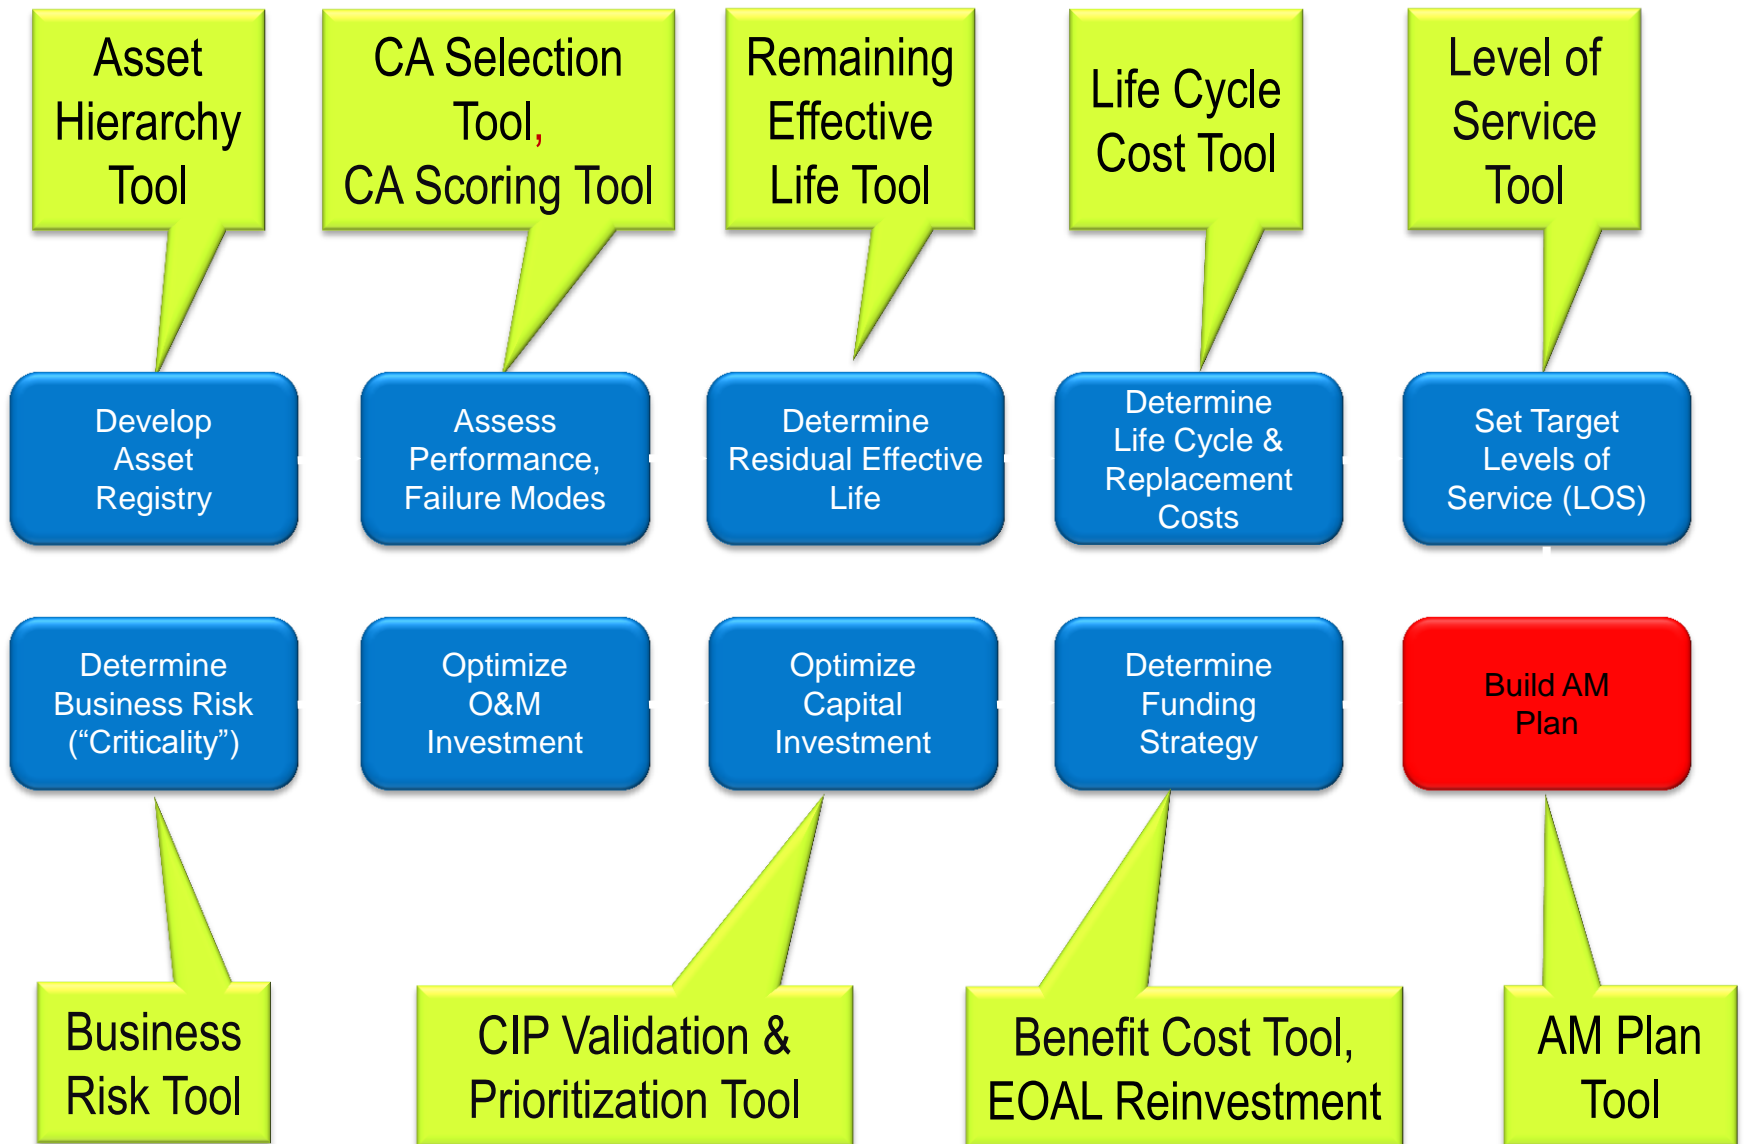 Asset
Hierarchy
Tool
CA Selection
Tool,
CA Scoring Tool
Remaining
Effective
Life Tool
Life Cycle
Cost Tool
Level of
Service
Tool
Develop
Asset
Registry
Assess
Performance,
Failure Modes
Determine
Residual Effective
Life
Determine
Life Cycle &
Replacement
Costs
Set Target
Levels of
Service (LOS)
Determine
Business Risk
(“Criticality”)
Optimize
O&M
Investment
Optimize
Capital
Investment
Determine
Funding
Strategy
Build AM
Plan
Business
Risk Tool
CIP Validation &
Prioritization Tool
Benefit Cost Tool,
EOAL Reinvestment
AM Plan
Tool